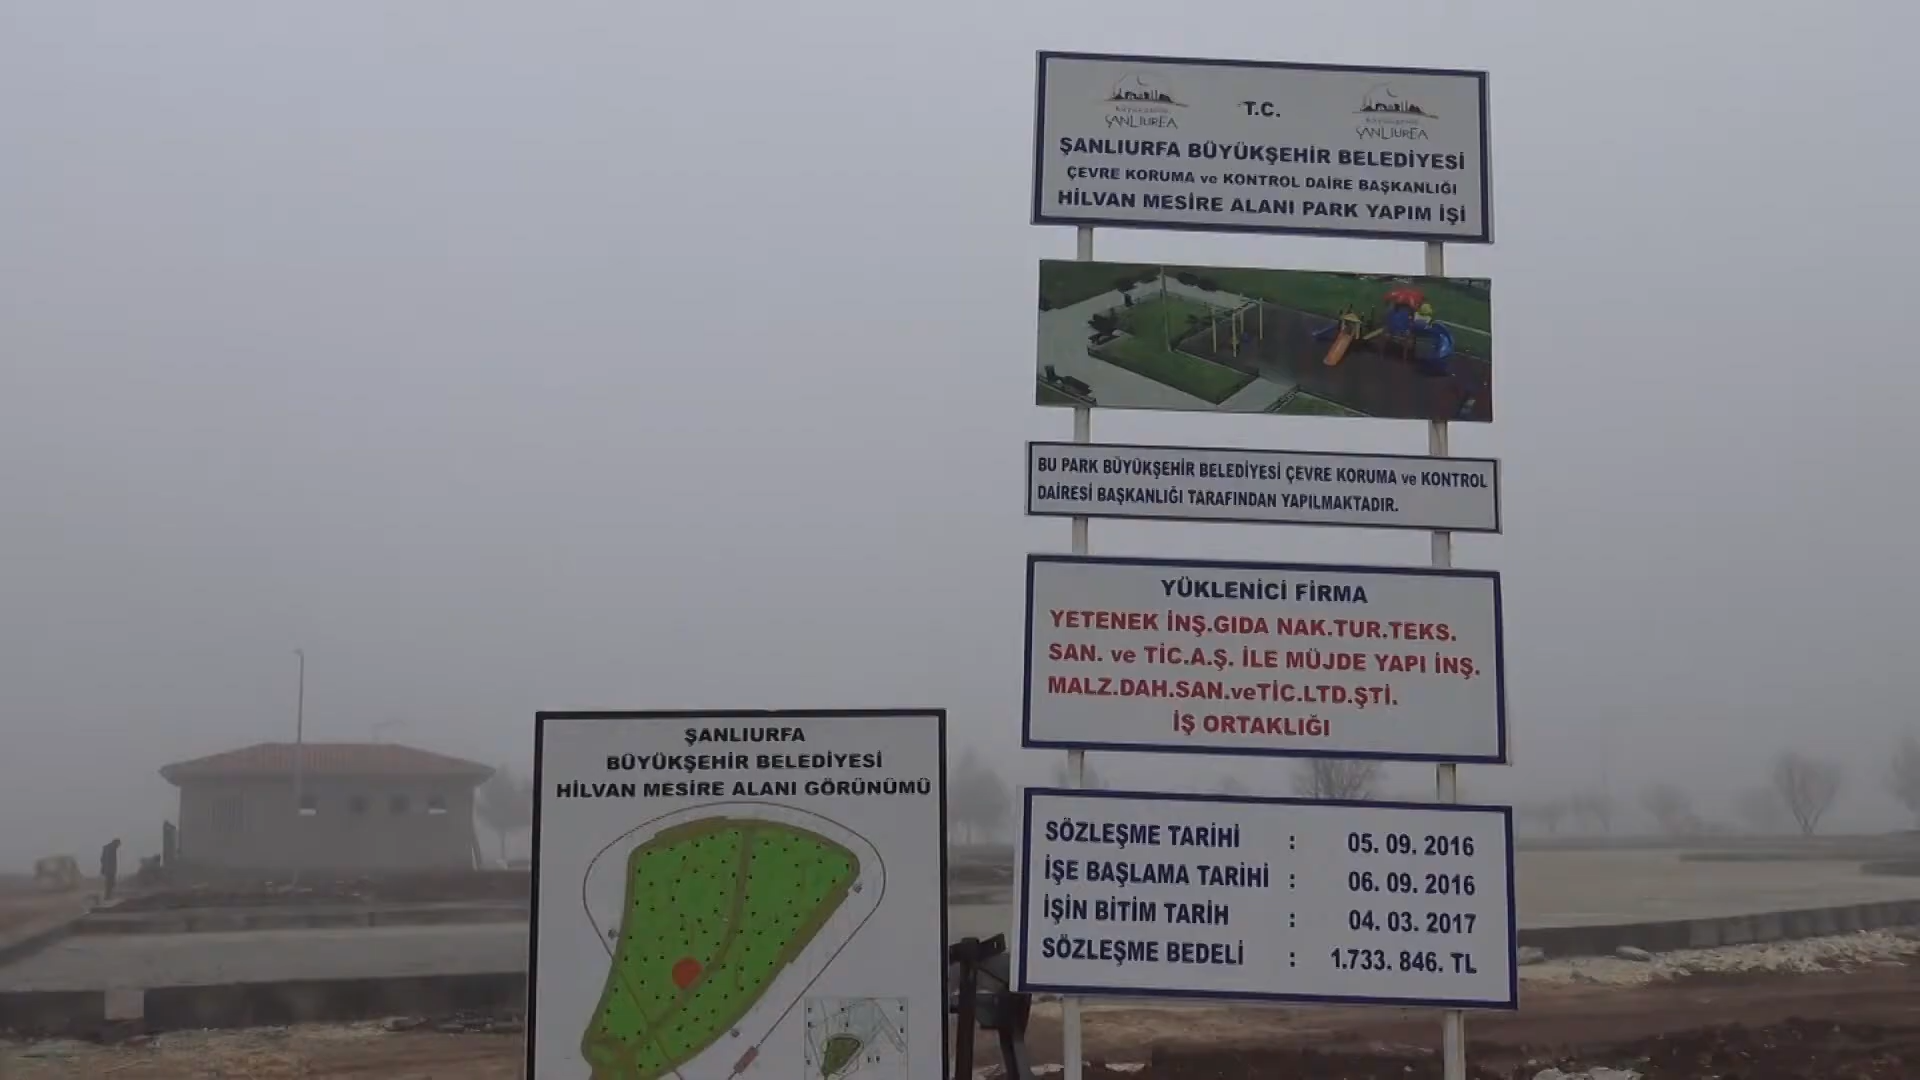 T.C.
ŞANLIURFA
ŞANLIURFA
ŞANLIURFA BÜYÜKŞEHİR BELEDİYESİ
ÇEVRE KORUMA ve KONTROL DAİRE BAŞKANLIĞI
HİLVAN MESİRE ALANI PARK YAPIM İŞİ
BU PARK BÜYÜKŞEHİR BELEDİYESİ ÇEVRE KORUMA ve KONTROL
DAİRESİ BAŞKANLIĞI TARAFINDAN YAPILMAKTADIR.
YÜKLENİCİ FİRMA
YETENEK İNŞ.GIDA NAK.TUR.TEKS.
SAN. ve TİC.A.Ş. İLE MÜJDE YAPI İNŞ.
MALZ.DAH.SAN.veTİC.LTD.ŞTİ.
İŞ ORTAKLIĞI
SÖZLEŞME TARİHİ : 05. 09. 2016
İŞE BAŞLAMA TARİHİ : 06. 09. 2016
İŞİN BİTİM TARİH : 04. 03. 2017
SÖZLEŞME BEDELİ : 1.733. 846. TL
ŞANLIURFA
BÜYÜKŞEHİR BELEDİYESİ
HİLVAN MESİRE ALANI GÖRÜNÜMÜ